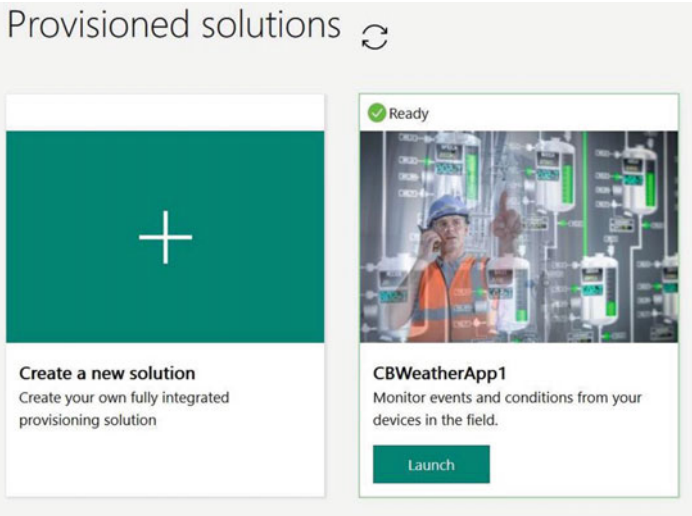 Provisioned solutions
Ready
Create a new solution
Create your own fully integrated
provisioning solution
CBWeatherApp1
Monitor events and conditions from your
devices in the field.
Launch